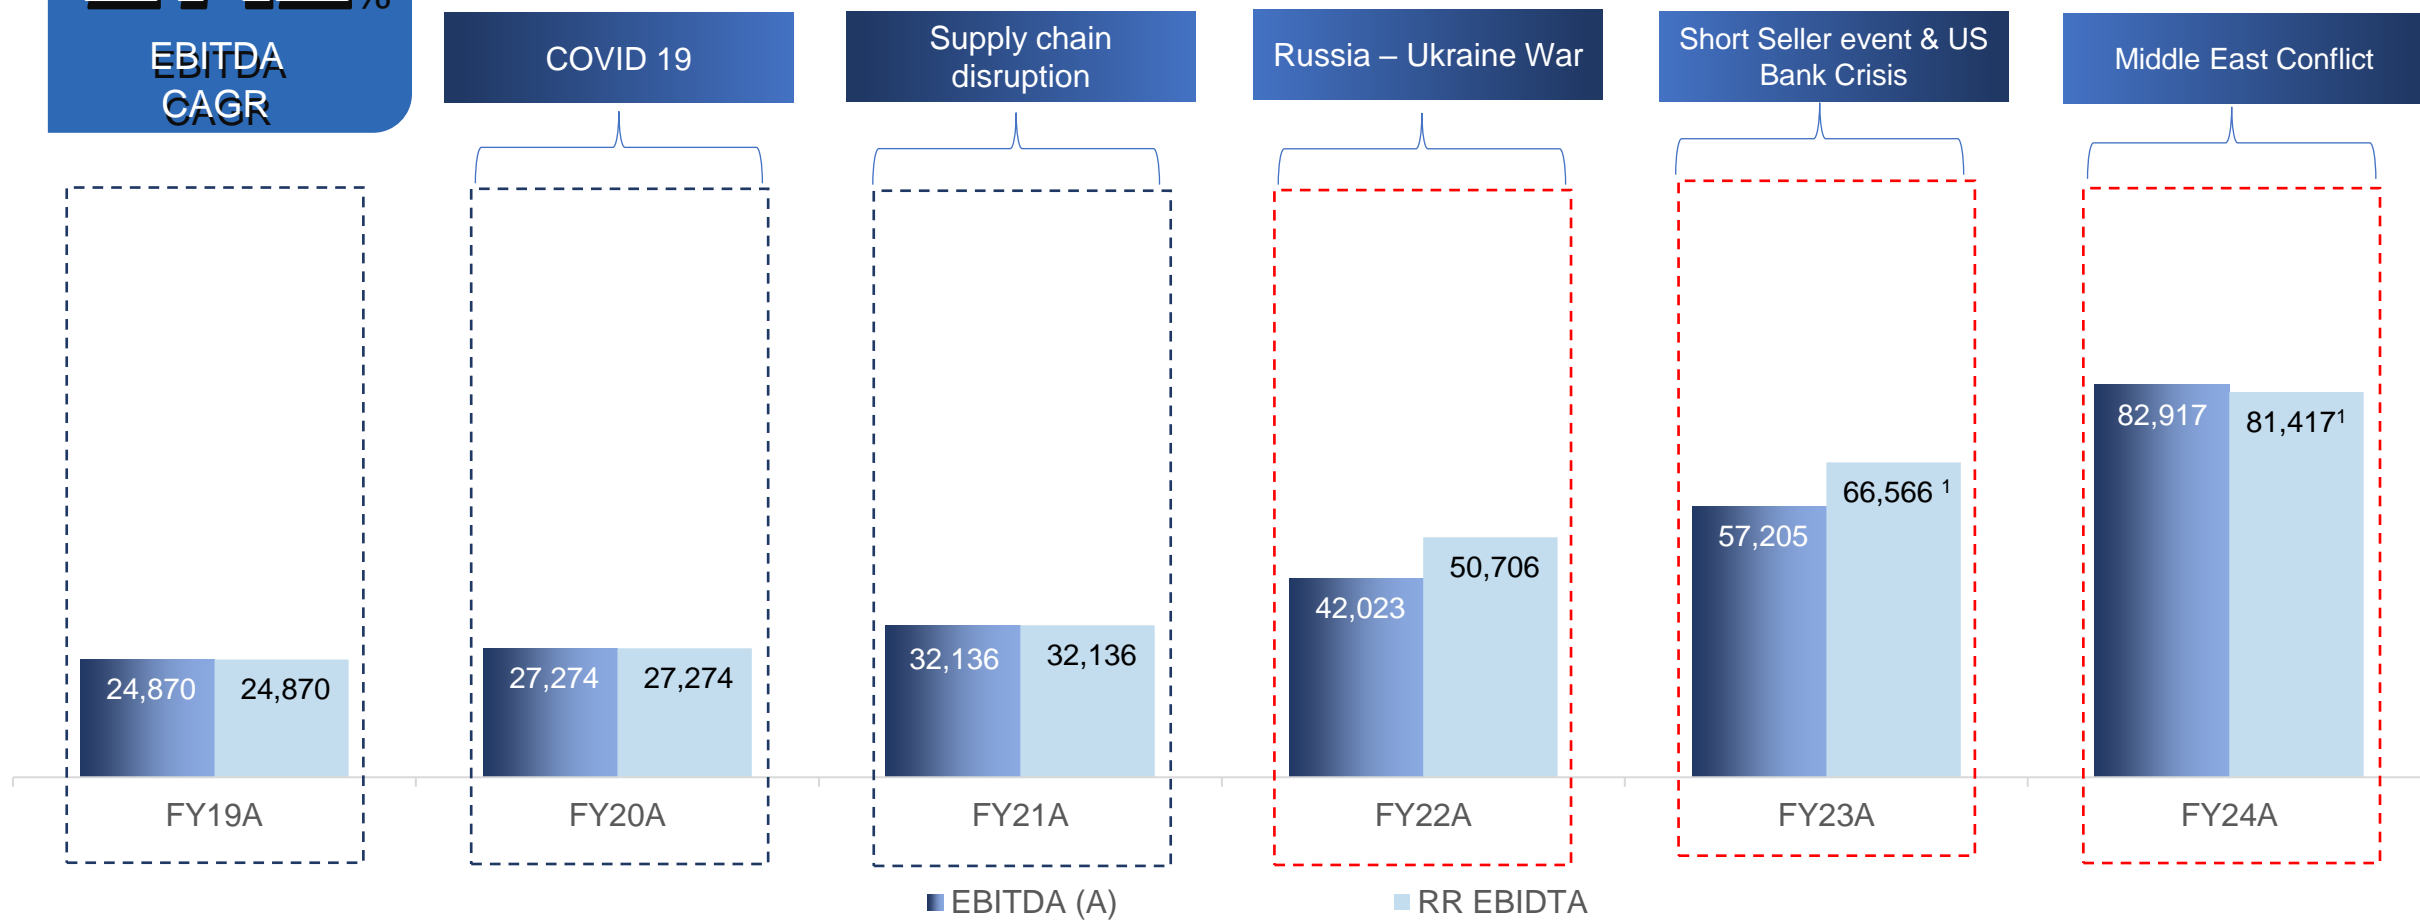 %
EBITDA
CAGR
COVID 19
Supply chain
disruption
Russia – Ukraine War
Short Seller event & US
Bank Crisis
Middle East Conflict
24,870 24,870
27,274 27,274
32,136 32,136
42,023 50,706
57,205 66,566 ¹
82,917 81,417¹
FY19A FY20A FY21A FY22A FY23A FY24A
EBITDA (A) RR EBIDTA